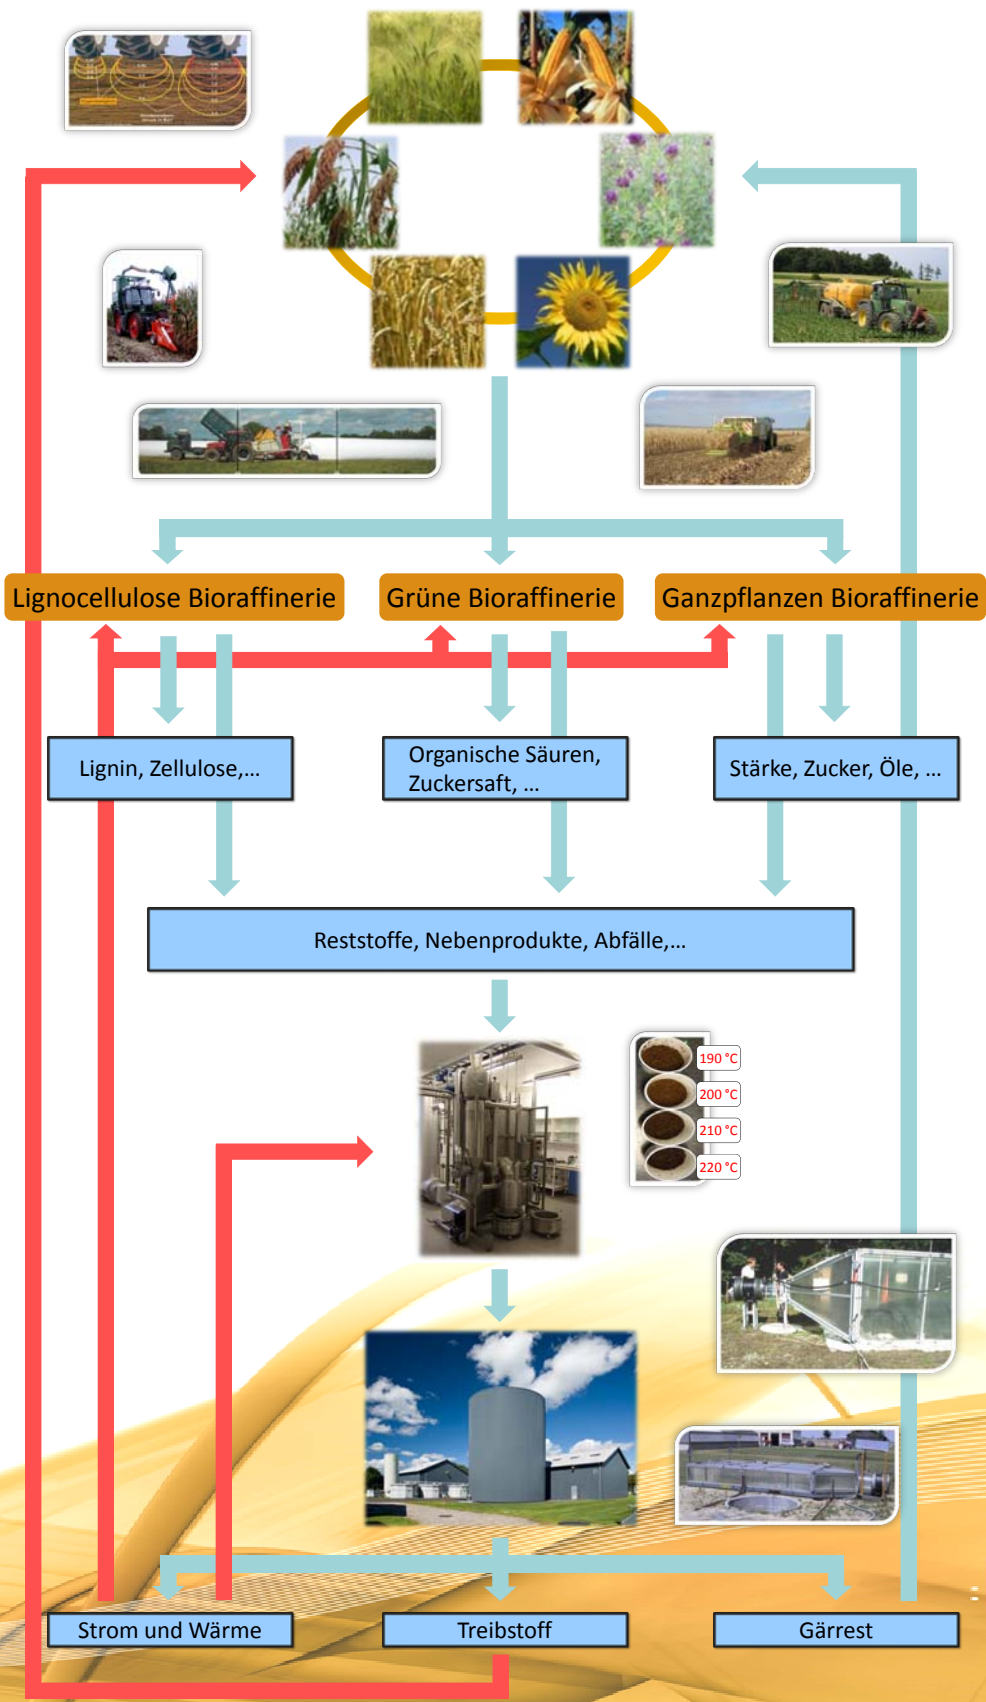 Lignocellulose Bioraffinerie
Grüne Bioraffinerie
Ganzpflanzen Bioraffinerie
Lignin, Zellulose,...
Organische Säuren,
Zuckersaft, ...
Stärke, Zucker, Öle, ...
Reststoffe, Nebenprodukte, Abfälle,...
190 °C
200 °C
210 °C
220 °C
Strom und Wärme
Treibstoff
Gärrest